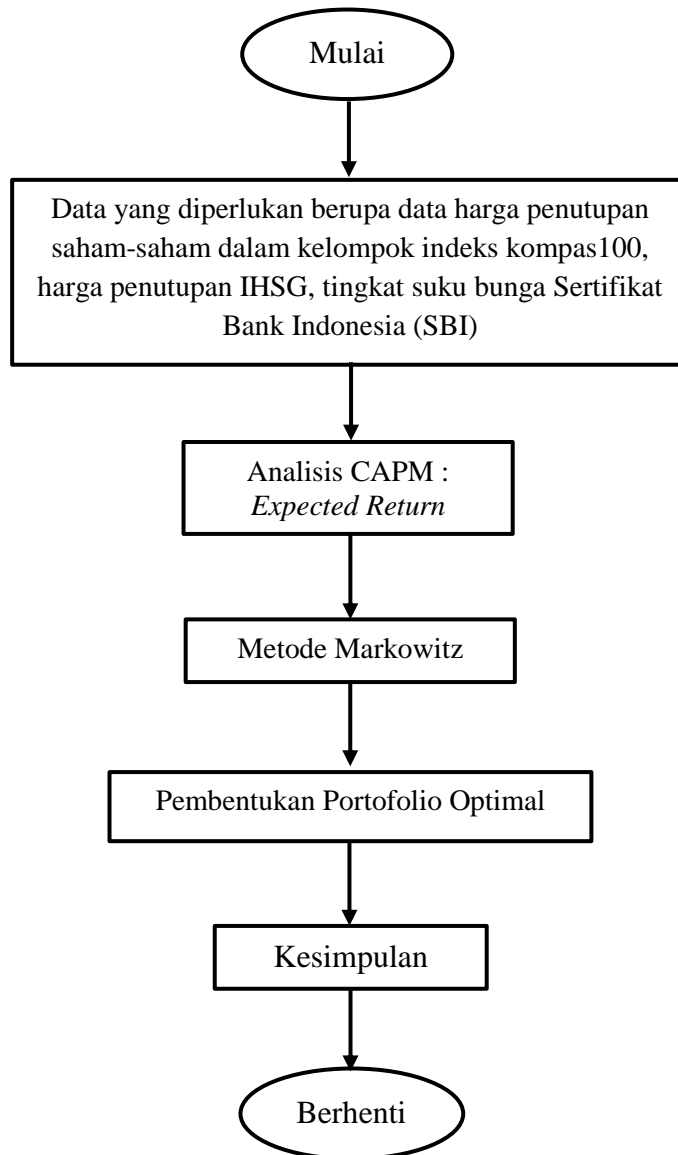 Mulai
Data yang diperlukan berupa data harga penutupan
saham-saham dalam kelompok indeks kompas100,
harga penutupan IHSG, tingkat suku bunga Sertifikat
Bank Indonesia (SBI)
Analisis CAPM :
Expected Return
Metode Markowitz
Pembentukan Portofolio Optimal
Kesimpulan
Berhenti